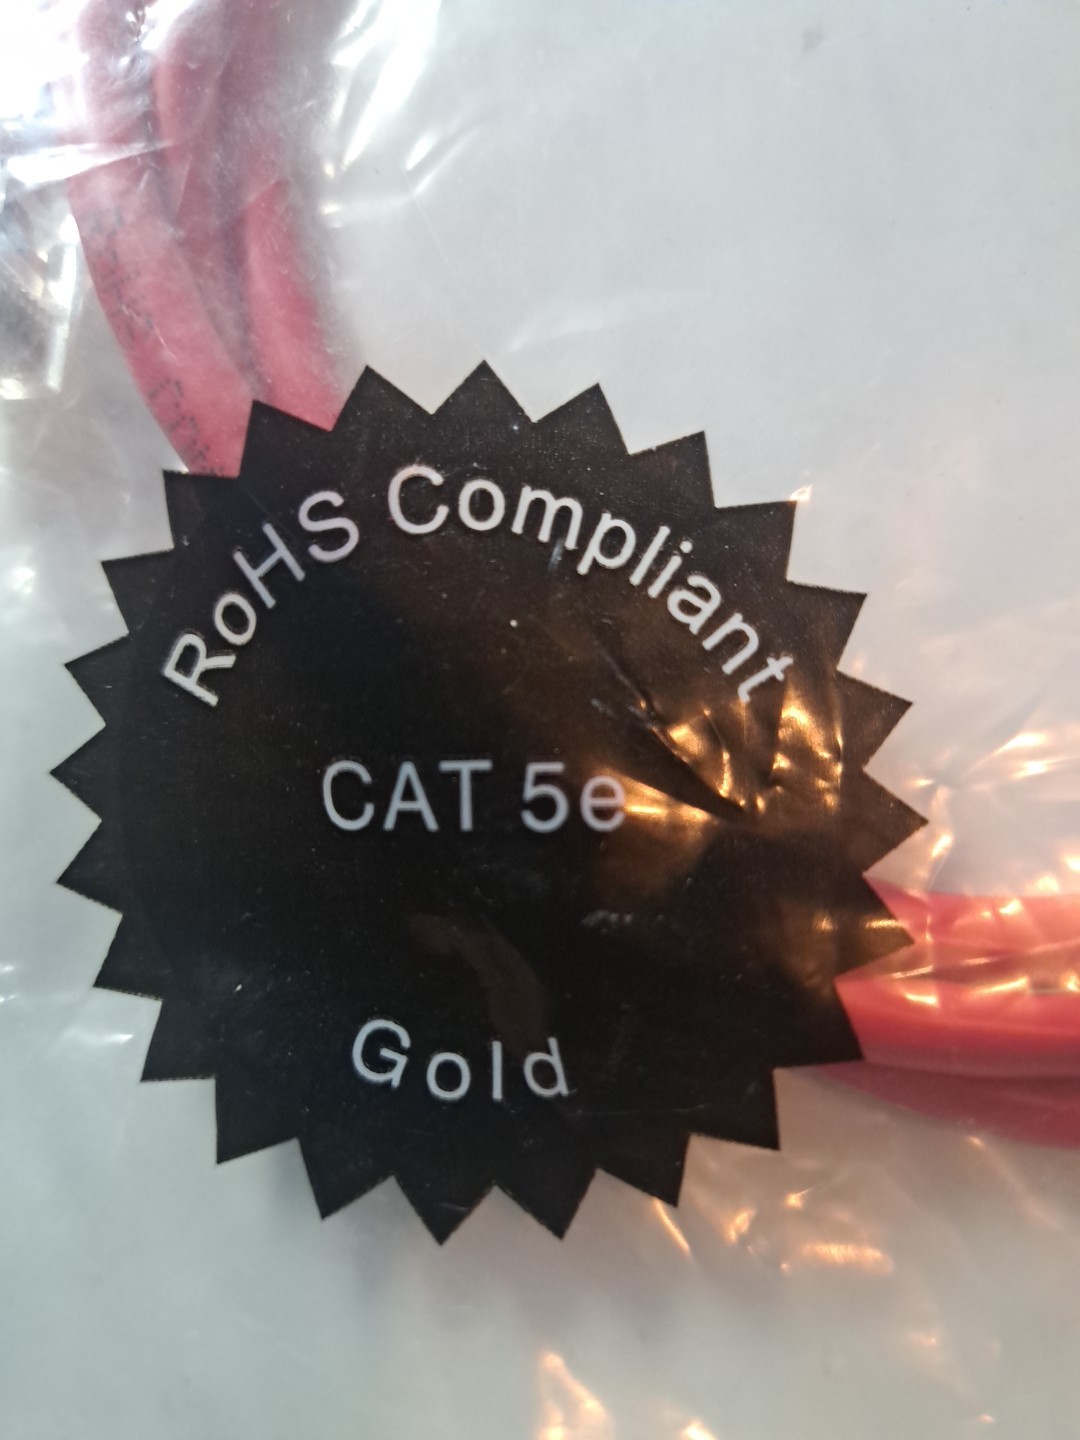 RoHS Compliant
CAT 5e
Gold